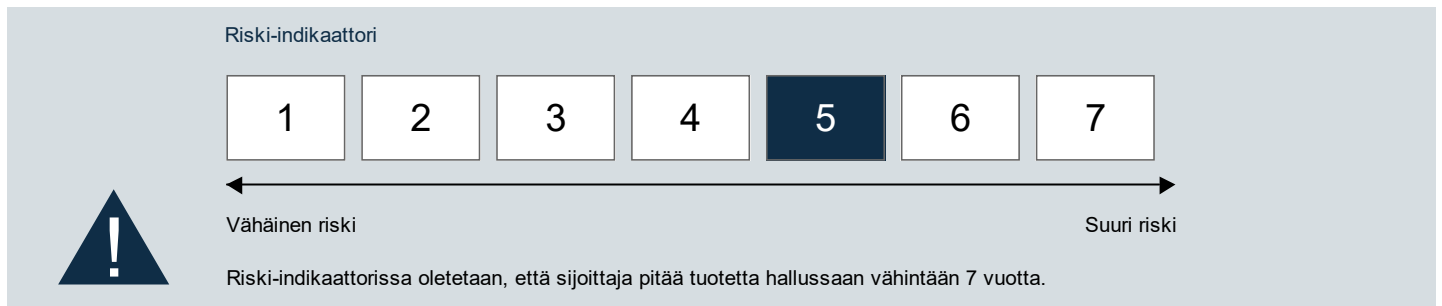 Riski-indikaattori
1 2 3 4 5 6 7
Vähäinen riski Suuri riski
!
Riski-indikaattorissa oletetaan, että sijoittaja pitää tuotetta hallussaan vähintään 7 vuotta.